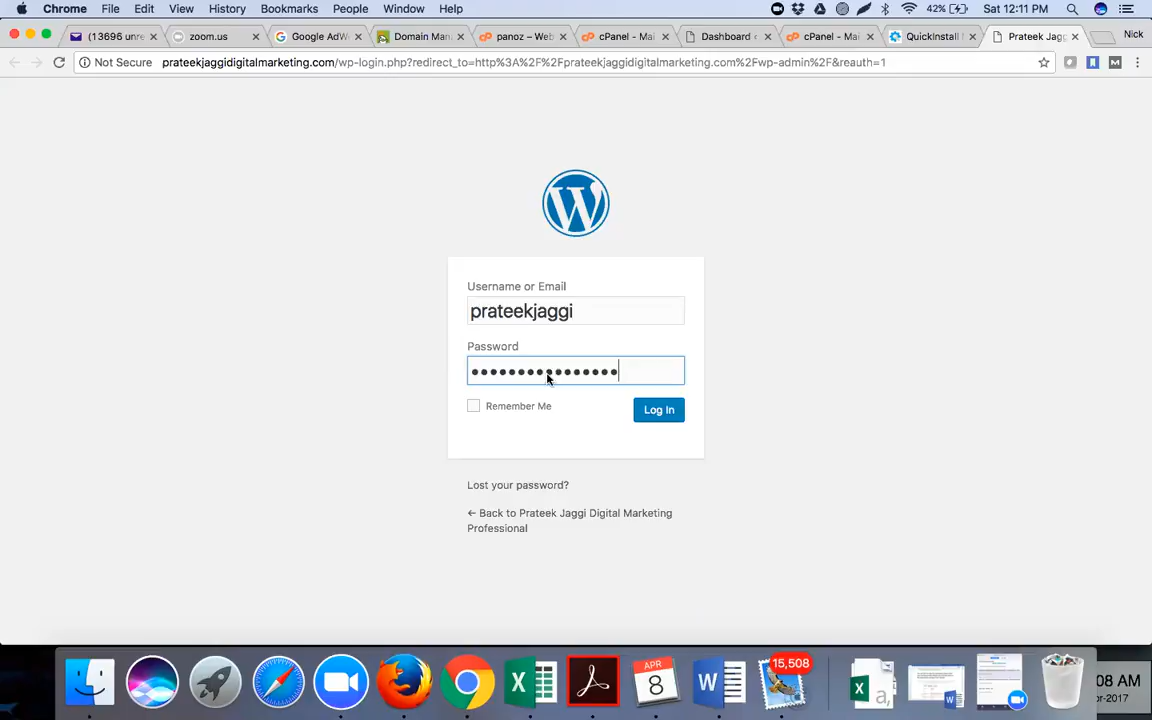 Chrome File Edit View History Bookmarks People Window Help 42% Sat 12:11 PM
(13696 unre zoom.us Google AdW Domain Man panoz – Web cPanel - Mai Dashboard cPanel - Mai Quickinstall Prateek Jagg Nick
Not Secure prateekjaggidigitalmarketing.com/wp-login.php?redirect_to=http%3A%2F%2Fprateekjaggidigitalmarketing.com%2Fwp-admin%2F&reauth=1
Username or Email
prateekjaggi
Password
Remember Me Log In
Lost your password?
← Back to Prateek Jaggi Digital Marketing
Professional
15,508
APR
8
08 AM